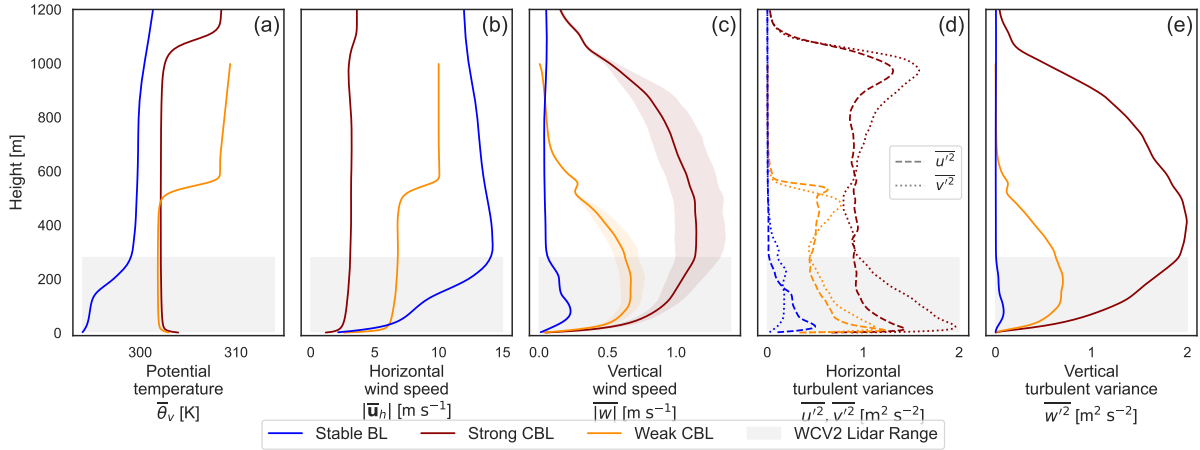 1200
1000
800
600
400
200
0
Height [m]
(a)
300 310
Potential
temperature
θ̅ᵥ [K]
(b)
0 5 10 15
Horizontal
wind speed
|u̅ₕ| [m s⁻¹]
(c)
0.0 0.5 1.0
Vertical
wind speed
|w|̅ [m s⁻¹]
(d)
u′²
v′²
0 1 2
Horizontal
turbulent variances
u′², v′² [m² s⁻²]
(e)
0 1 2
Vertical
turbulent variance
w′² [m² s⁻²]
Stable BL Strong CBL Weak CBL WCV2 Lidar Range